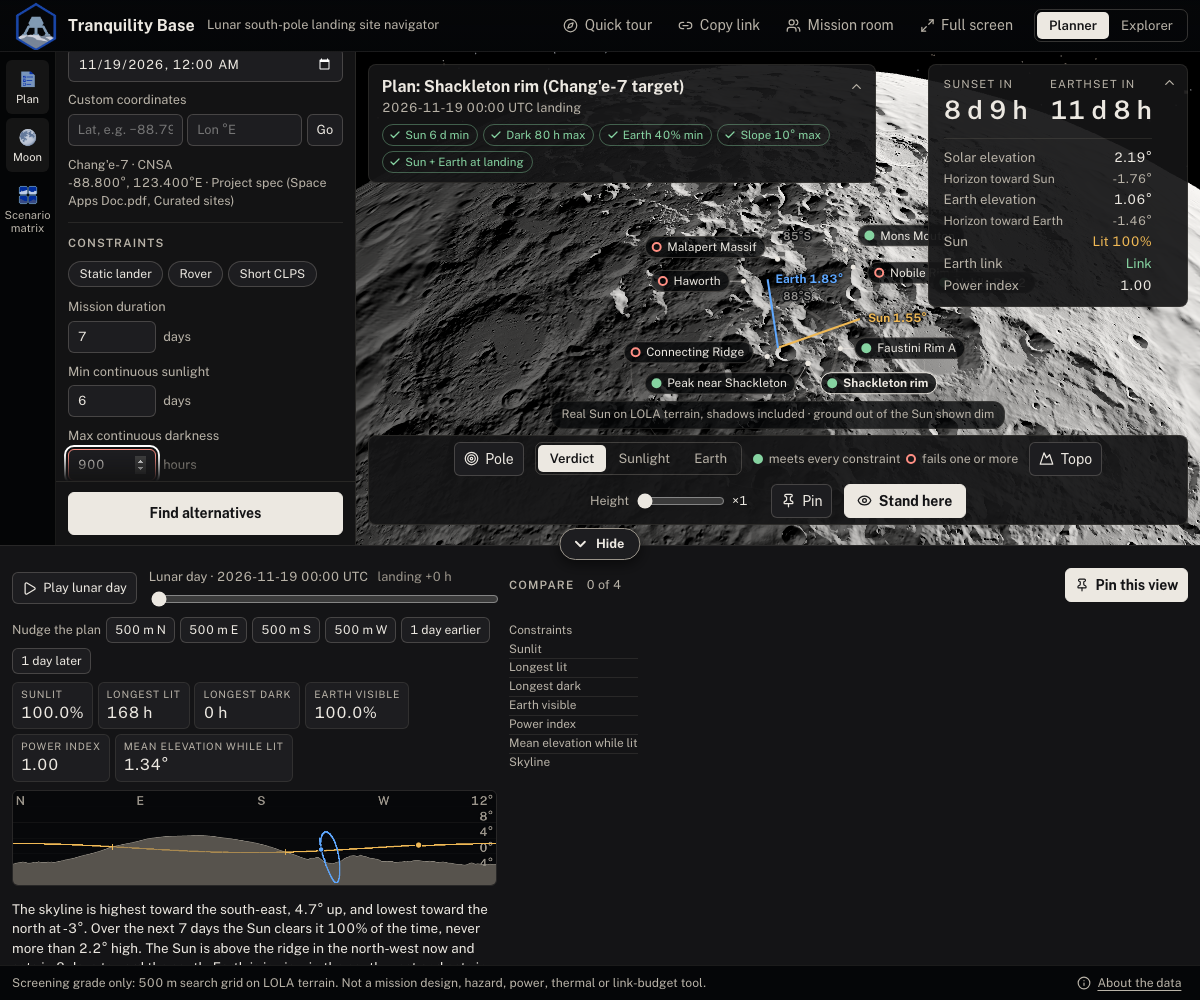 Tranquility Base
Lunar south-pole landing site navigator
Quick tour
Copy link
Mission room
Full screen
Planner
Explorer
Plan
Moon
Scenario
matrix
11/19/2026, 12:00 AM
Custom coordinates
Lat, e.g. −88.79
Lon °E
Go
Chang'e-7 · CNSA
-88.800°, 123.400°E · Project spec (Space
Apps Doc.pdf, Curated sites)
CONSTRAINTS
Static lander
Rover
Short CLPS
Mission duration
7 days
Min continuous sunlight
6 days
Max continuous darkness
900 hours
Find alternatives
Plan: Shackleton rim (Chang'e-7 target)
2026-11-19 00:00 UTC landing
Sun 6 d min
Dark 80 h max
Earth 40% min
Slope 10° max
Sun + Earth at landing
SUNSET IN
8 d 9 h
EARTHSET IN
11 d 8 h
Solar elevation 2.19°
Horizon toward Sun -1.76°
Earth elevation 1.06°
Horizon toward Earth -1.46°
Sun Lit 100%
Earth link Link
Power index 1.00
85°S
Malapert Massif
Mons Mou
Haworth
Earth 1.83°
Nobile
88°S
Sun 1.55°
Connecting Ridge
Faustini Rim A
Peak near Shackleton
Shackleton rim
Real Sun on LOLA terrain, shadows included · ground out of the Sun shown dim
Pole
Verdict
Sunlight
Earth
meets every constraint
fails one or more
Topo
Height ×1
Pin
Stand here
Hide
Play lunar day
Lunar day · 2026-11-19 00:00 UTC landing +0 h
Nudge the plan
500 m N
500 m E
500 m S
500 m W
1 day earlier
1 day later
SUNLIT
100.0%
LONGEST LIT
168 h
LONGEST DARK
0 h
EARTH VISIBLE
100.0%
POWER INDEX
1.00
MEAN ELEVATION WHILE LIT
1.34°
N E S W 12°
8°
4°
0°
4°
The skyline is highest toward the south-east, 4.7° up, and lowest toward the
north at -3°. Over the next 7 days the Sun clears it 100% of the time, never
more than 2.2° high. The Sun is above the ridge in the north-west now and
COMPARE 0 of 4
Pin this view
Constraints
Sunlit
Longest lit
Longest dark
Earth visible
Power index
Mean elevation while lit
Skyline
Screening grade only: 500 m search grid on LOLA terrain. Not a mission design, hazard, power, thermal or link-budget tool.
About the data